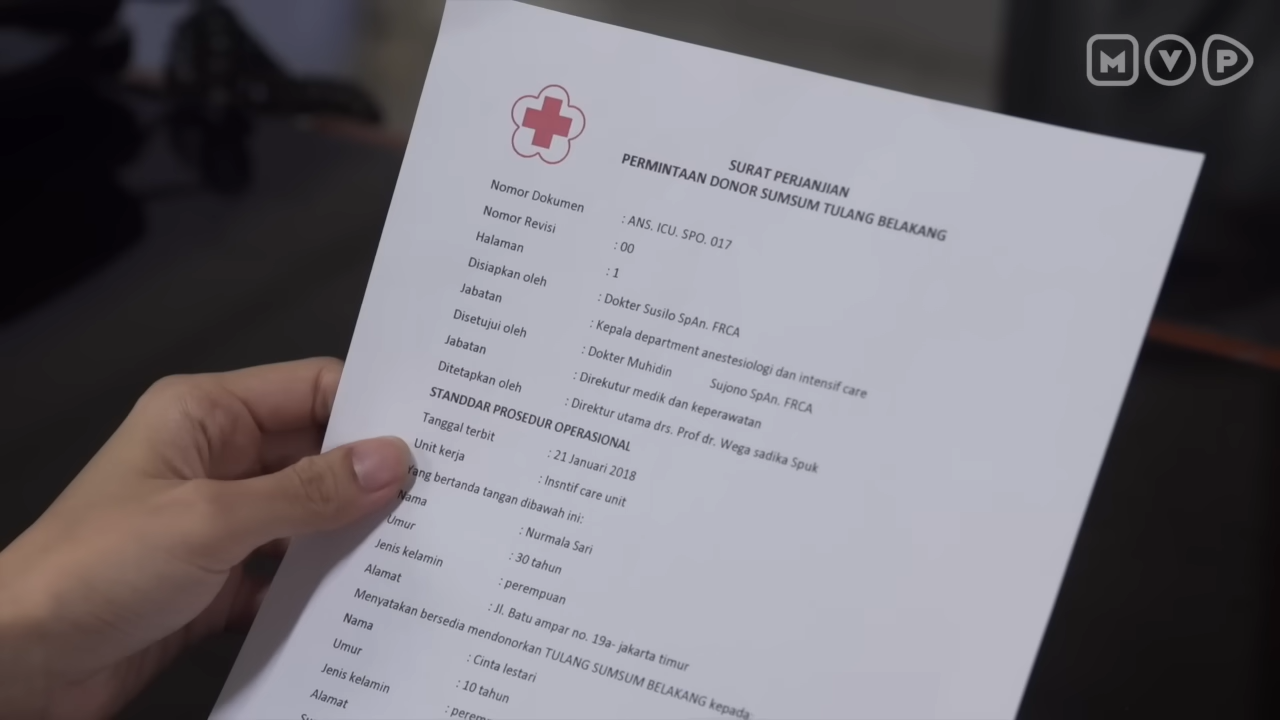 MVP
SURAT PERJANJIAN
PERMINTAAN DONOR SUMSUM TULANG BELAKANG
Nomor Dokumen : ANS. ICU. SPO. 017
Nomor Revisi : 00
Halaman : 1
Disiapkan oleh : Dokter Susilo SpAn. FRCA
Jabatan : Kepala department anestesiologi dan intensif care
Disetujui oleh : Dokter Muhidin Sujono SpAn. FRCA
Jabatan : Direkutur medik dan keperawatan
Ditetapkan oleh : Direktur utama drs. Prof dr. Wega sadika Spuk
STANDDAR PROSEDUR OPERASIONAL
Tanggal terbit : 21 Januari 2018
Unit kerja : Insntif care unit
Yang bertanda tangan dibawah ini:
Nama : Nurmala Sari
Umur : 30 tahun
Jenis kelamin : perempuan
Alamat : Jl. Batu ampar no. 19a- jakarta timur
Menyatakan bersedia mendonorkan TULANG SUMSUM BELAKANG kepada:
Nama : Cinta lestari
Umur : 10 tahun
Jenis kelamin :
Alamat